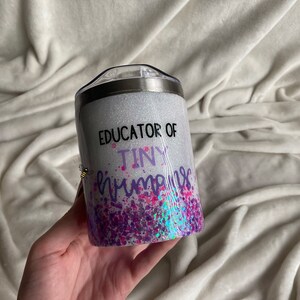 EDUCATOR OF
TINY
humans